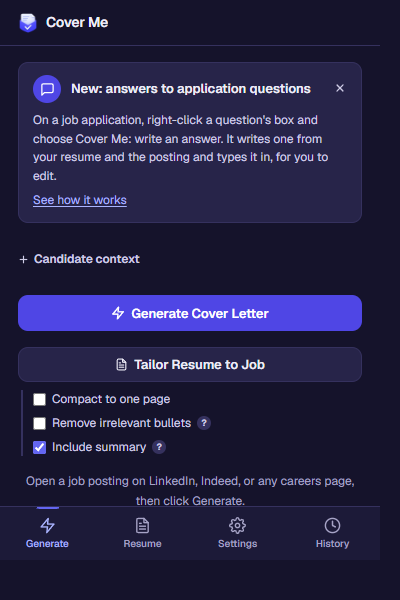 Cover Me
New: answers to application questions
On a job application, right-click a question's box and
choose Cover Me: write an answer. It writes one from
your resume and the posting and types it in, for you to
edit.
See how it works
+ Candidate context
Generate Cover Letter
Tailor Resume to Job
Compact to one page
Remove irrelevant bullets ?
Include summary ?
Open a job posting on LinkedIn, Indeed, or any careers page,
then click Generate.
Generate Resume Settings History